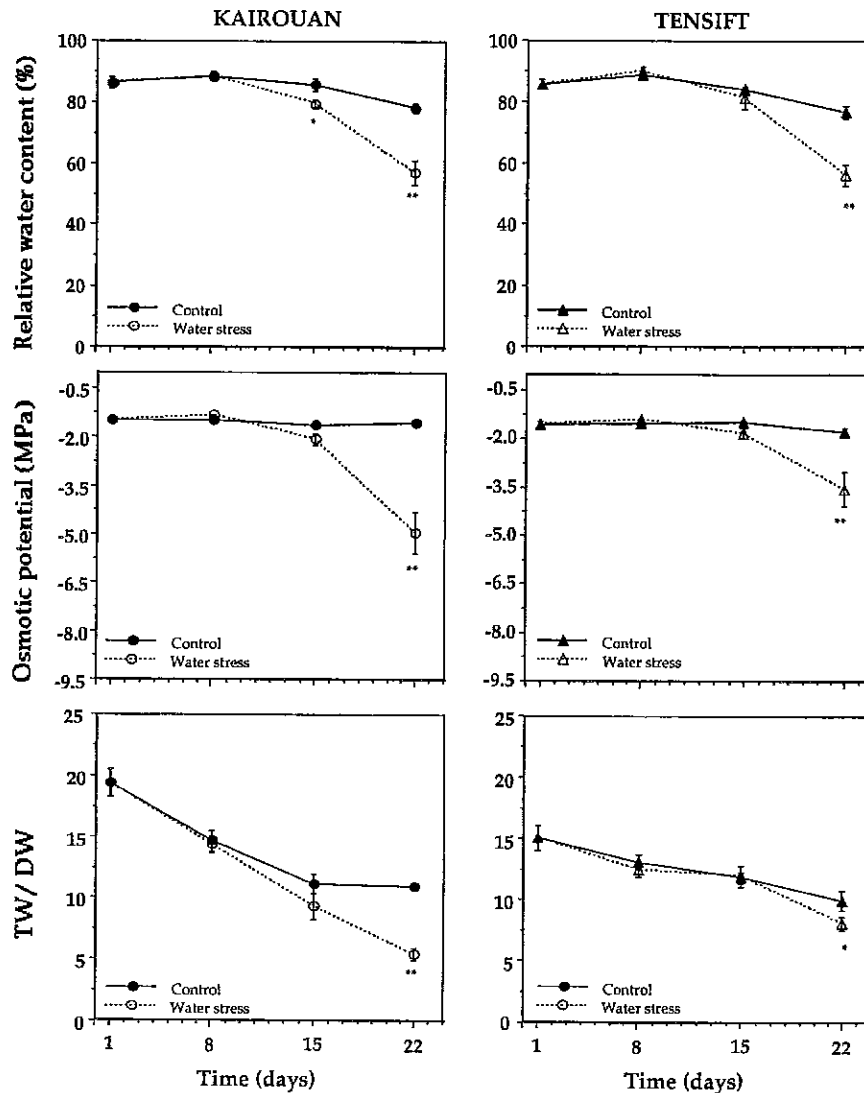 KAIROUAN
TENSIFT
Relative water content (%)
100
80
60
40
20
0
*
**
Control
Water stress
100
80
60
40
20
0
**
Control
Water stress
Osmotic potential (MPa)
-0.5
-2.0
-3.5
-5.0
-6.5
-8.0
-9.5
**
Control
Water stress
-0.5
-2.0
-3.5
-5.0
-6.5
-8.0
-9.5
**
Control
Water stress
TW/ DW
25
20
15
10
5
0
**
Control
Water stress
1 8 15 22
Time (days)
25
20
15
10
5
0
*
Control
Water stress
1 8 15 22
Time (days)